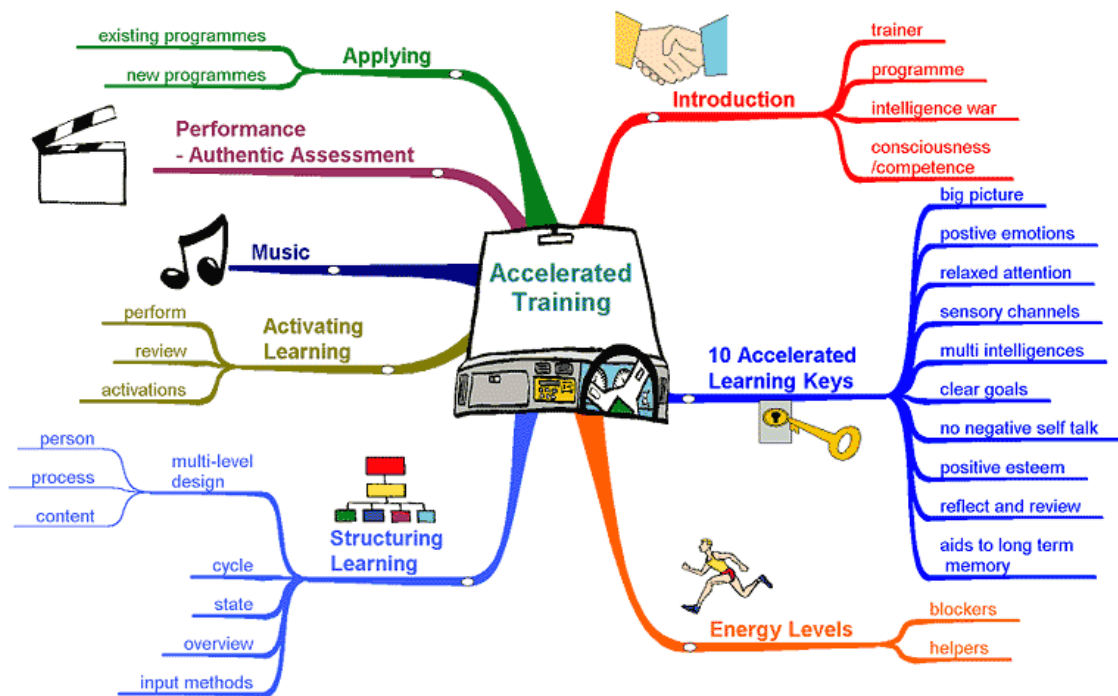 Accelerated
Training
Introduction
trainer
programme
intelligence war
consciousness
/competence
10 Accelerated
Learning Keys
big picture
postive emotions
relaxed attention
sensory channels
multi intelligences
clear goals
no negative self talk
positive esteem
reflect and review
aids to long term
memory
Energy Levels
blockers
helpers
Structuring
Learning
multi-level
design
person
process
content
cycle
state
overview
input methods
Activating
Learning
perform
review
activations
Music
Performance
- Authentic Assessment
Applying
existing programmes
new programmes